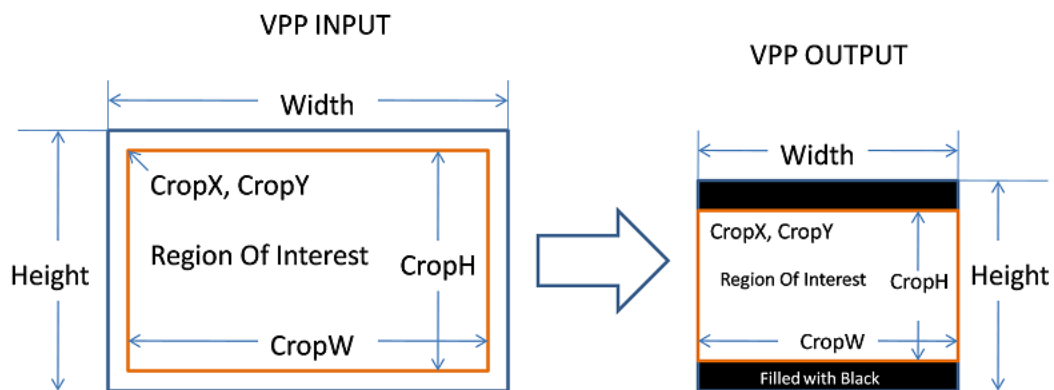 VPP INPUT
Width
CropX, CropY
Region Of Interest
CropH
Height
CropW
VPP OUTPUT
Width
CropX, CropY
Region Of Interest
CropH
Height
CropW
Filled with Black